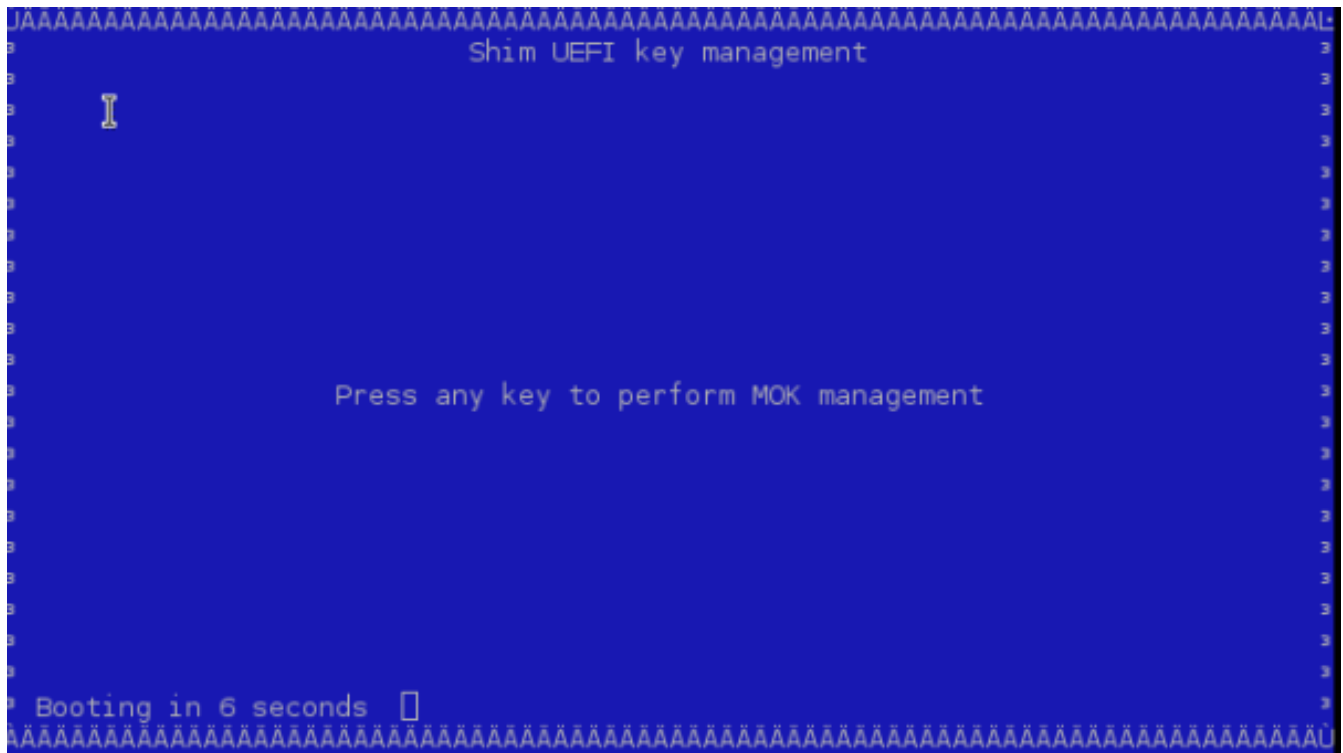 Shim UEFI key management
Press any key to perform MOK management
Booting in 6 seconds